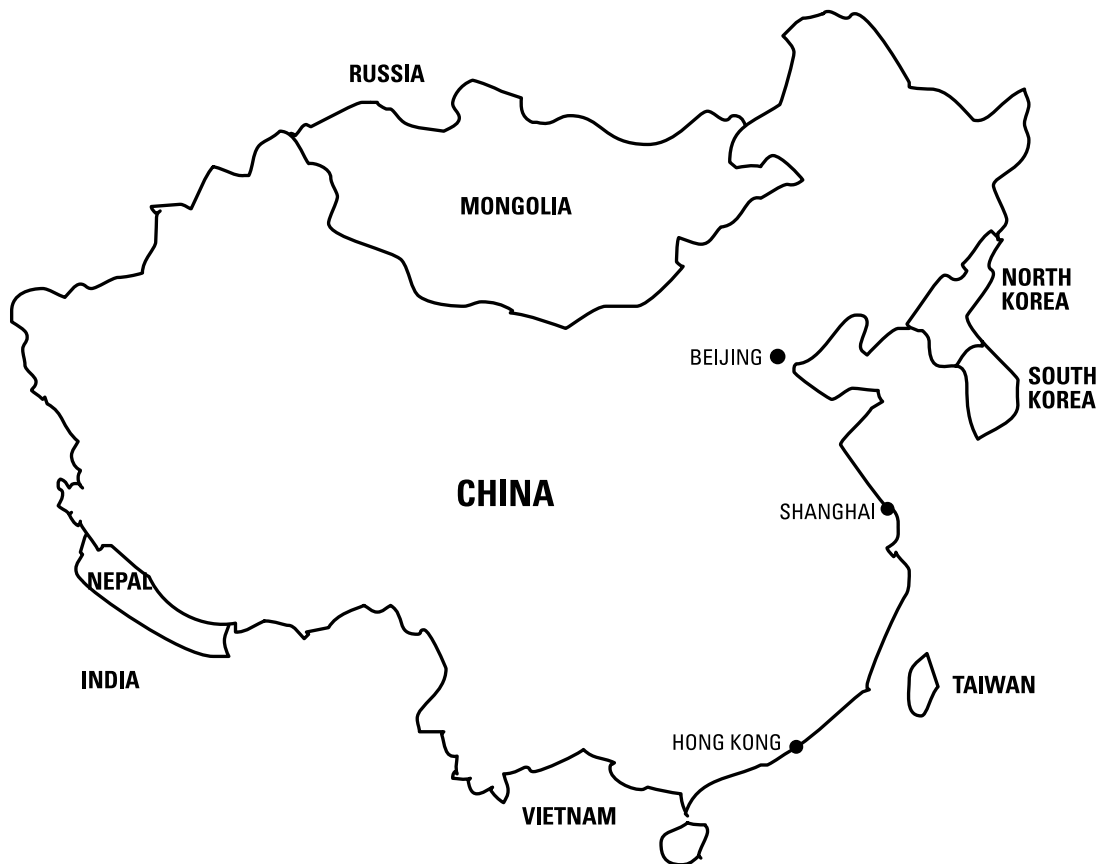 RUSSIA
MONGOLIA
NORTH
KOREA
BEIJING
SOUTH
KOREA
CHINA
SHANGHAI
NEPAL
INDIA
TAIWAN
HONG KONG
VIETNAM